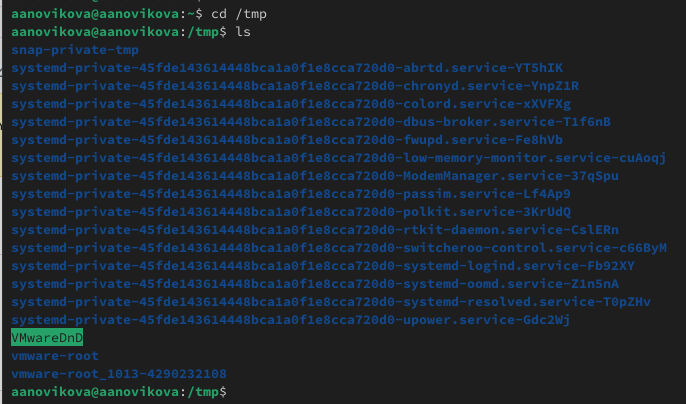 aanovikova@aanovikova:~$ cd /tmp
aanovikova@aanovikova:/tmp$ ls
snap-private-tmp
systemd-private-45fde143614448bca1a0f1e8cca720d0-abrtd.service-YT5hIK
systemd-private-45fde143614448bca1a0f1e8cca720d0-chronyd.service-YnpZ1R
systemd-private-45fde143614448bca1a0f1e8cca720d0-colord.service-xXVFXg
systemd-private-45fde143614448bca1a0f1e8cca720d0-dbus-broker.service-T1f6nB
systemd-private-45fde143614448bca1a0f1e8cca720d0-fwupd.service-Fe8hVb
systemd-private-45fde143614448bca1a0f1e8cca720d0-low-memory-monitor.service-cuAoqj
systemd-private-45fde143614448bca1a0f1e8cca720d0-ModemManager.service-37qSpu
systemd-private-45fde143614448bca1a0f1e8cca720d0-passim.service-Lf4Ap9
systemd-private-45fde143614448bca1a0f1e8cca720d0-polkit.service-3KrUdQ
systemd-private-45fde143614448bca1a0f1e8cca720d0-rtkit-daemon.service-CslERn
systemd-private-45fde143614448bca1a0f1e8cca720d0-switcheroo-control.service-c66ByM
systemd-private-45fde143614448bca1a0f1e8cca720d0-systemd-logind.service-Fb92XY
systemd-private-45fde143614448bca1a0f1e8cca720d0-systemd-oomd.service-Z1n5nA
systemd-private-45fde143614448bca1a0f1e8cca720d0-systemd-resolved.service-T0pZHv
systemd-private-45fde143614448bca1a0f1e8cca720d0-upower.service-Gdc2Wj
VMwareDnD
vmware-root
vmware-root_1013-4290232108
aanovikova@aanovikova:/tmp$